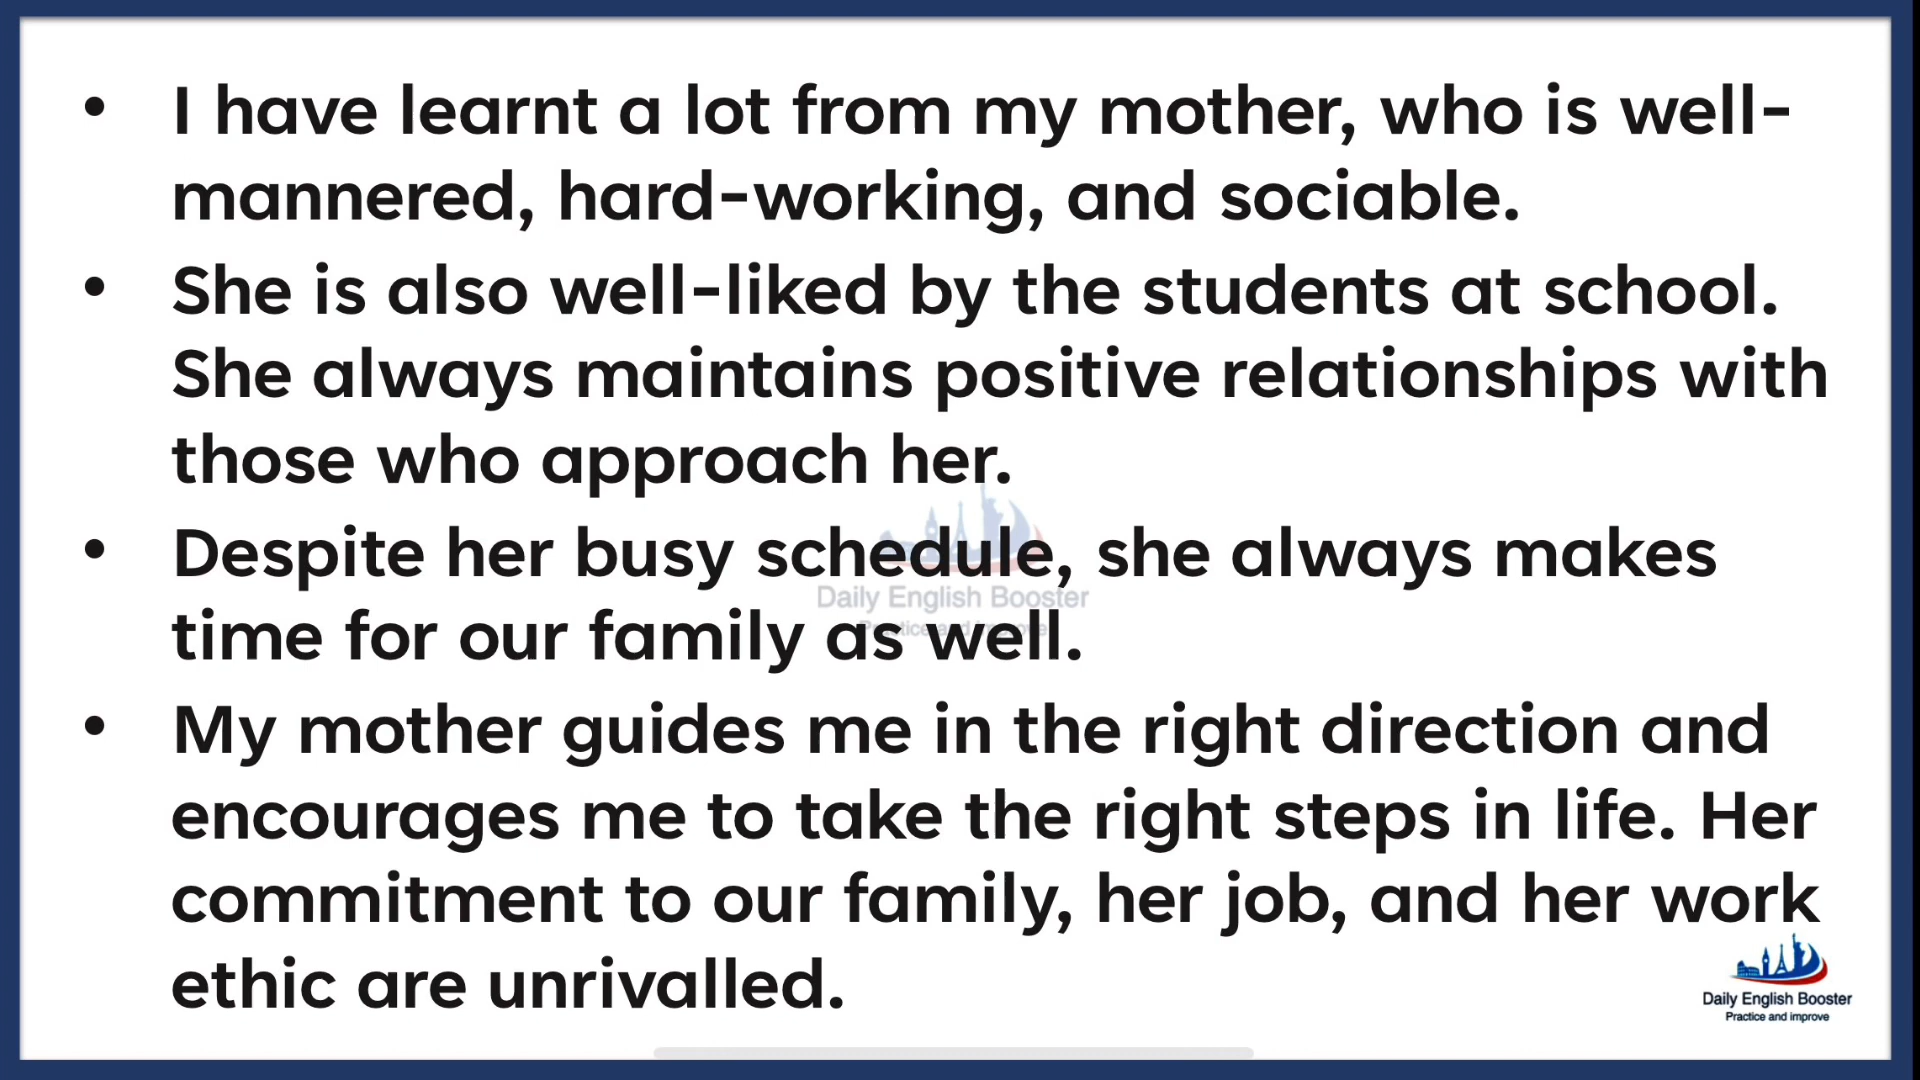 • I have learnt a lot from my mother, who is well-
mannered, hard-working, and sociable.
• She is also well-liked by the students at school.
She always maintains positive relationships with
those who approach her.
• Despite her busy schedule, she always makes
Daily English Booster
time for our family as well.
Practice and improve
• My mother guides me in the right direction and
encourages me to take the right steps in life. Her
commitment to our family, her job, and her work
ethic are unrivalled.
Daily English Booster
Practice and improve